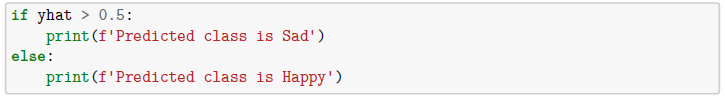 if yhat > 0.5:
    print(f'Predicted class is Sad')
else:
    print(f'Predicted class is Happy')